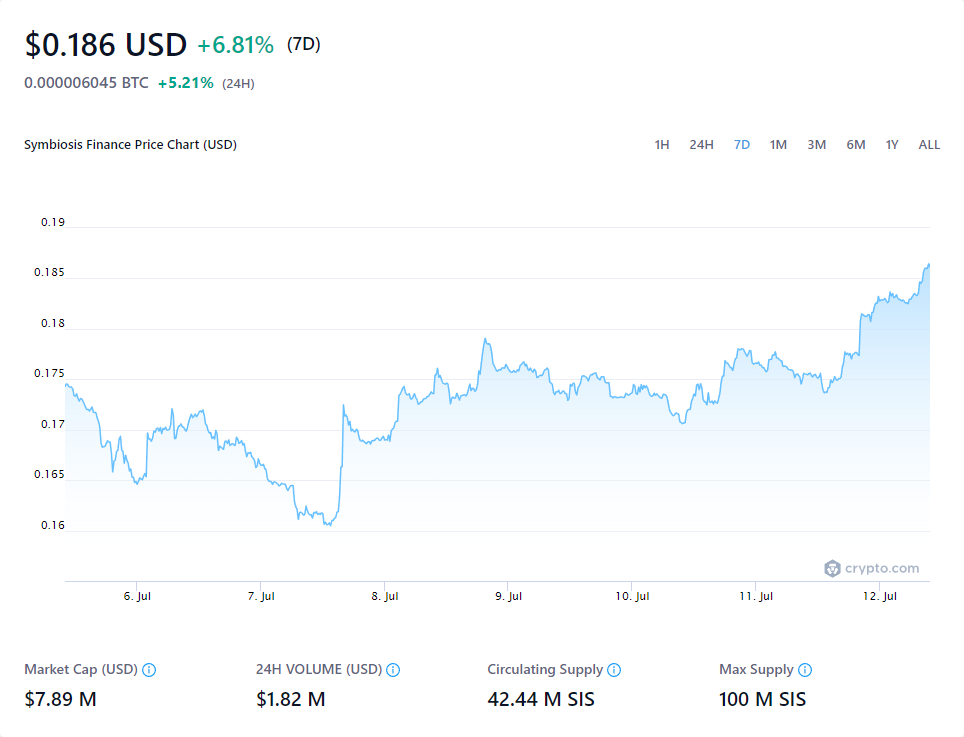 $0.186 USD +6.81% (7D)
0.000006045 BTC +5.21% (24H)
Symbiosis Finance Price Chart (USD) 1H 24H 7D 1M 3M 6M 1Y ALL
0.19
0.185
0.18
0.175
0.17
0.165
0.16
crypto.com
6. Jul 7. Jul 8. Jul 9. Jul 10. Jul 11. Jul 12. Jul
Market Cap (USD) 24H VOLUME (USD) Circulating Supply Max Supply
$7.89 M $1.82 M 42.44 M SIS 100 M SIS